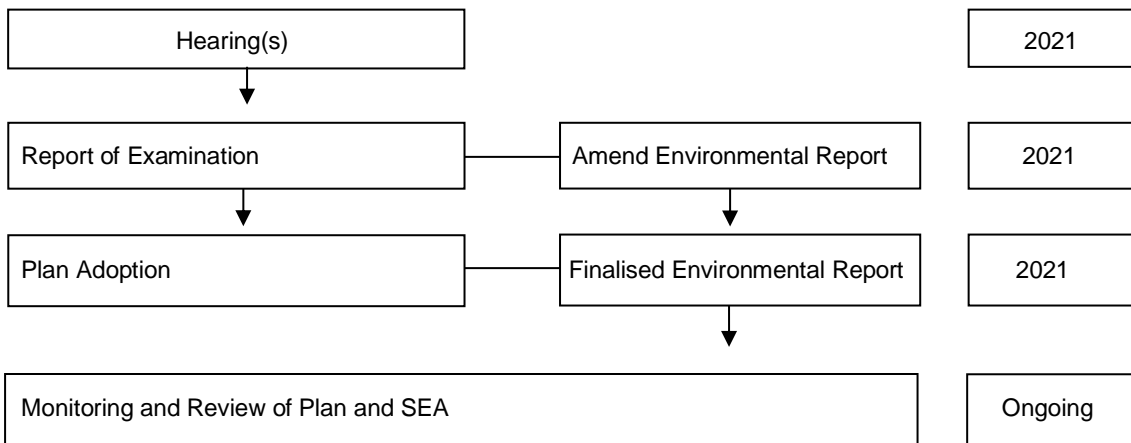 Hearing(s)
2021
Report of Examination
Amend Environmental Report
2021
Plan Adoption
Finalised Environmental Report
2021
Monitoring and Review of Plan and SEA
Ongoing